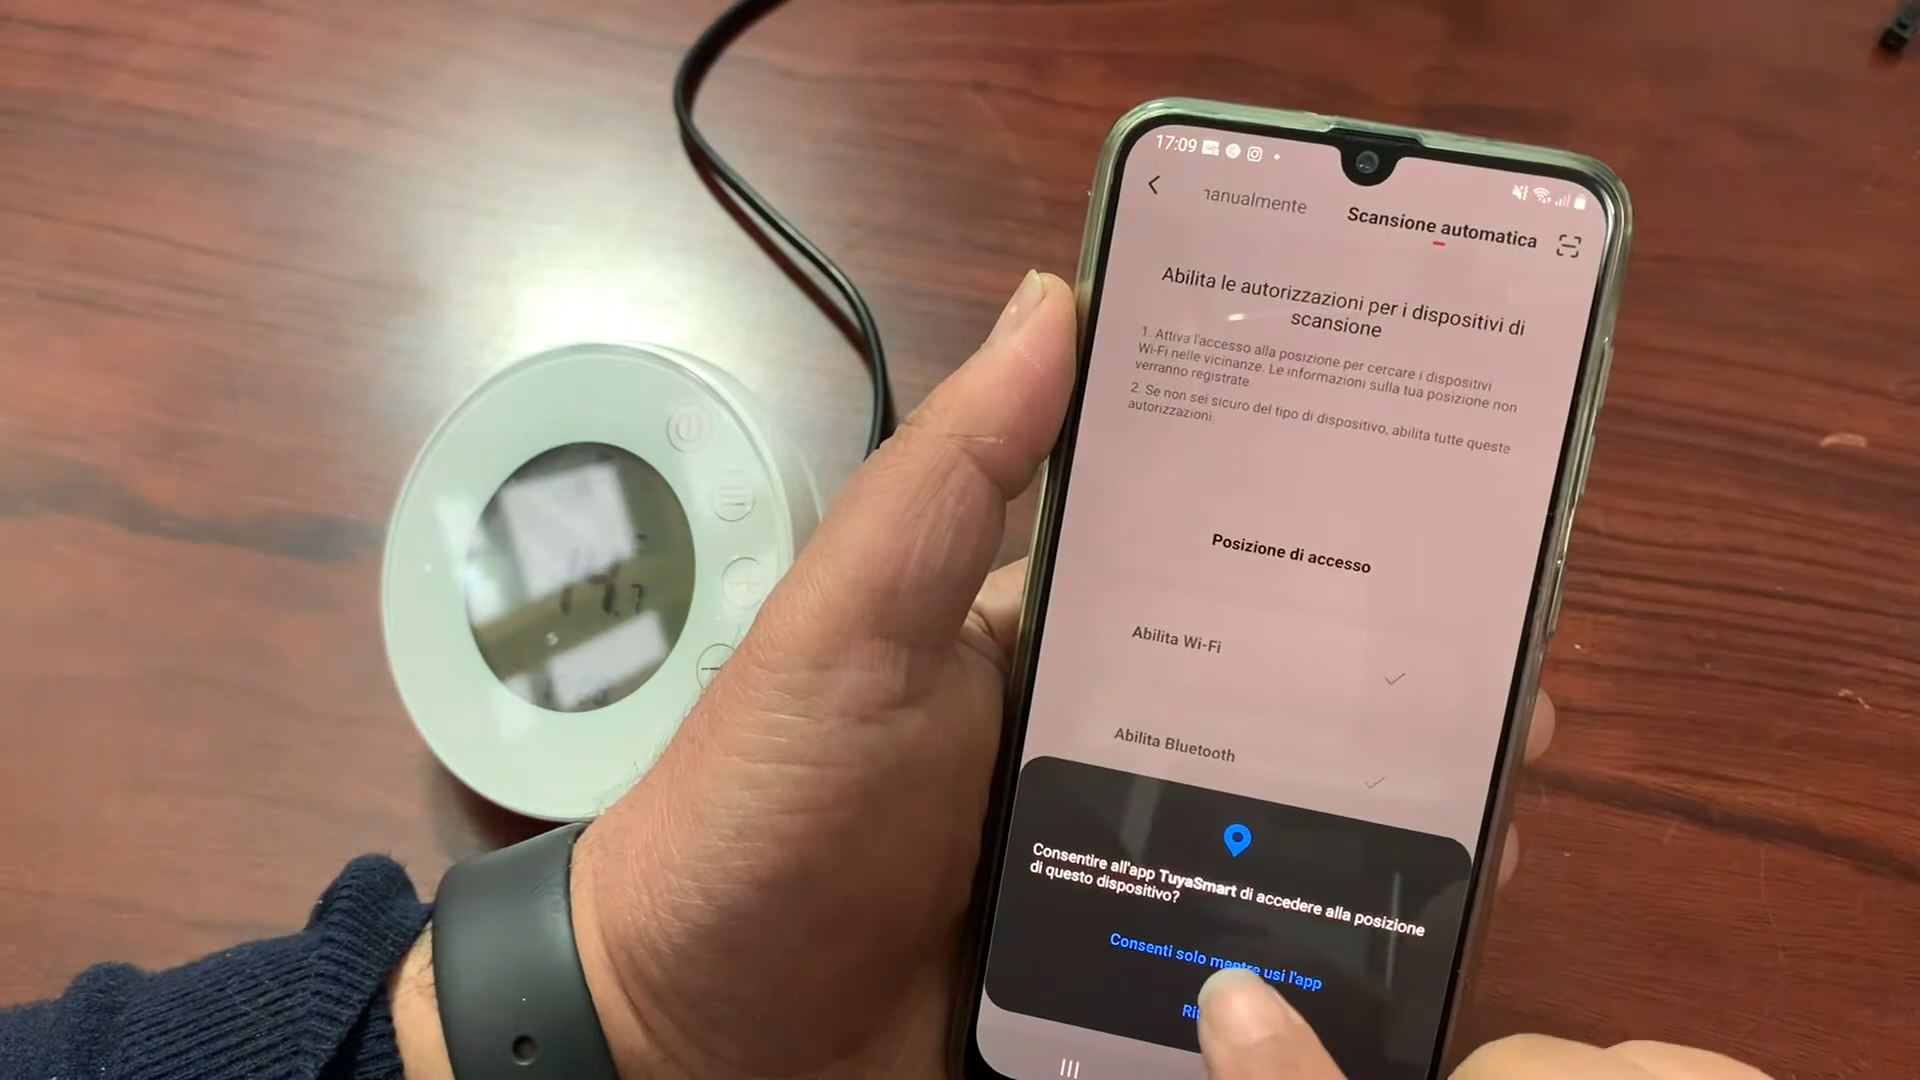 17:09
manualmente
Scansione automatica
Abilita le autorizzazioni per i dispositivi di
scansione
1. Attiva l'accesso alla posizione per cercare i dispositivi
Wi-Fi nelle vicinanze. Le informazioni sulla tua posizione non
verranno registrate.
2. Se non sei sicuro del tipo di dispositivo, abilita tutte queste
autorizzazioni.
Posizione di accesso
Abilita Wi-Fi
Abilita Bluetooth
Consentire all'app TuyaSmart di accedere alla posizione
di questo dispositivo?
Consenti solo mentre usi l'app